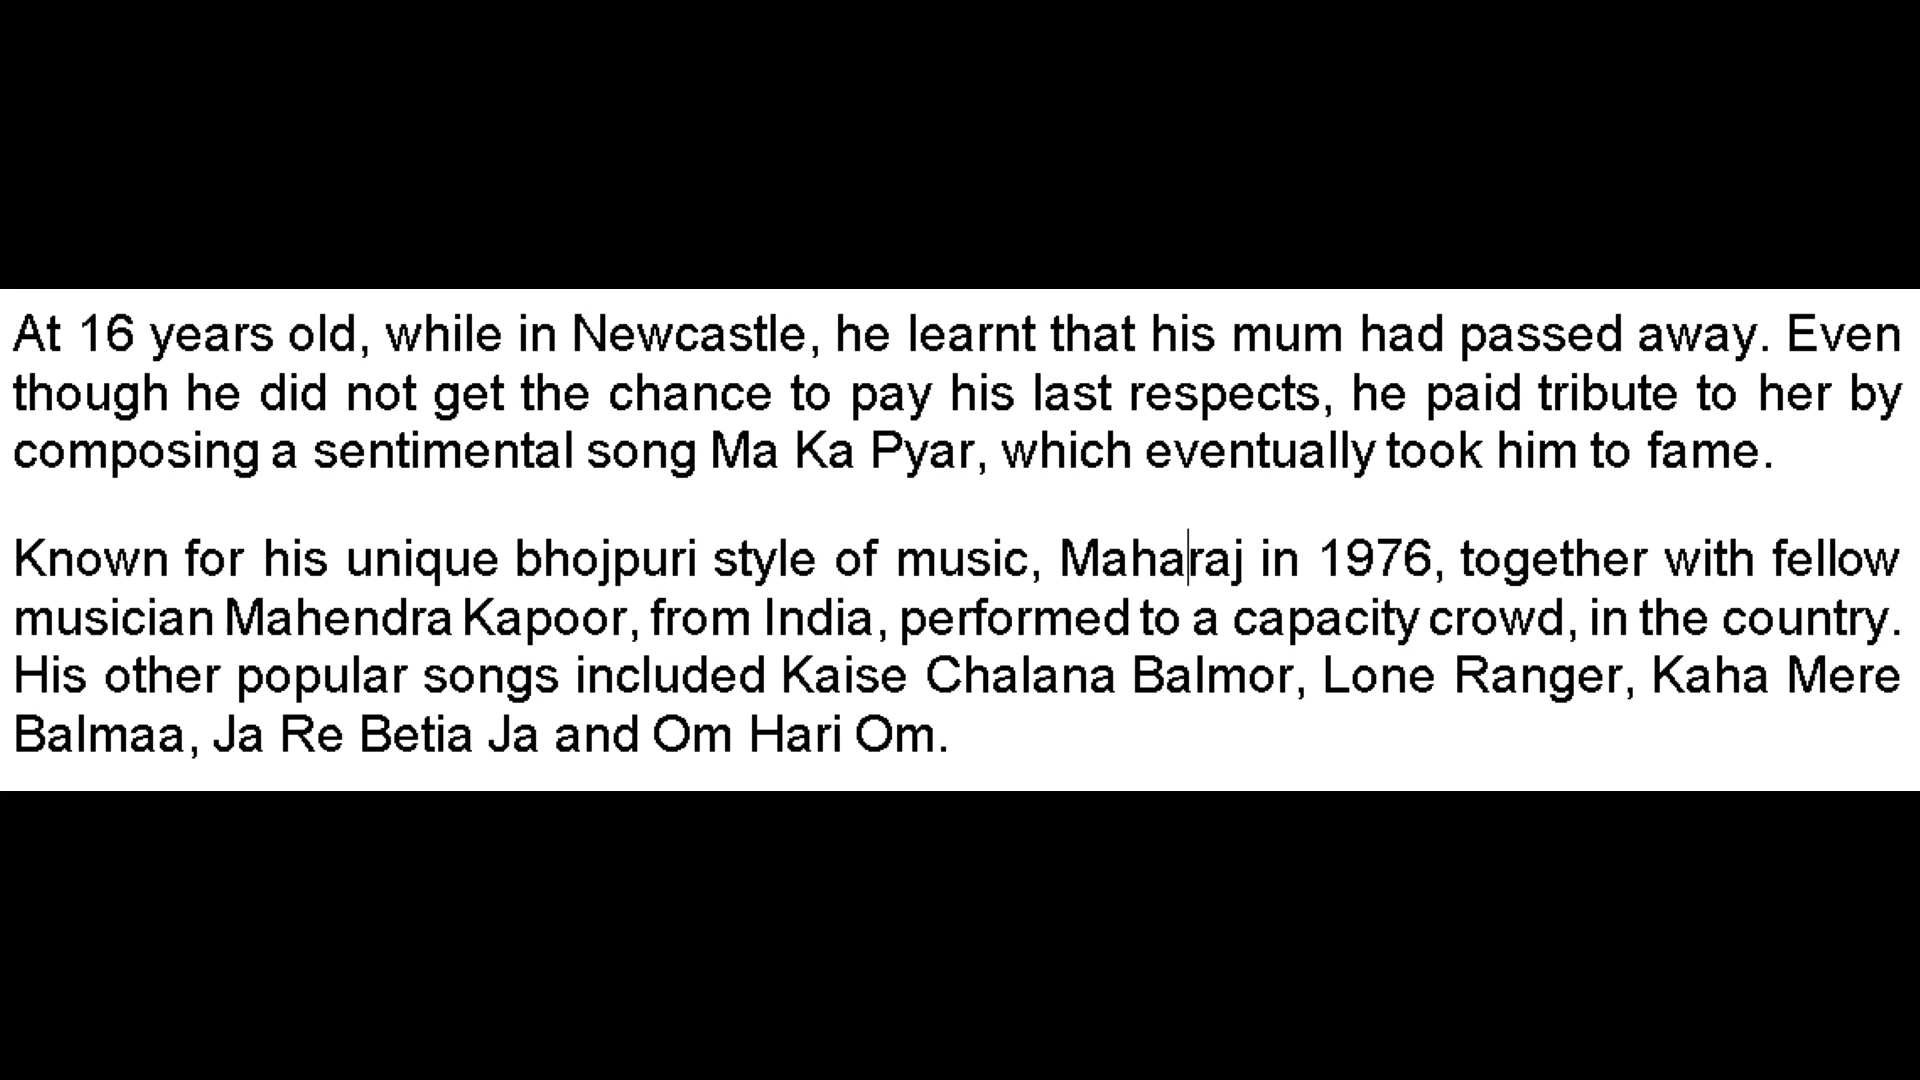 At 16 years old, while in Newcastle, he learnt that his mum had passed away. Even
though he did not get the chance to pay his last respects, he paid tribute to her by
composing a sentimental song Ma Ka Pyar, which eventually took him to fame.
Known for his unique bhojpuri style of music, Maharaj in 1976, together with fellow
musician Mahendra Kapoor, from India, performed to a capacity crowd, in the country.
His other popular songs included Kaise Chalana Balmor, Lone Ranger, Kaha Mere
Balmaa, Ja Re Betia Ja and Om Hari Om.